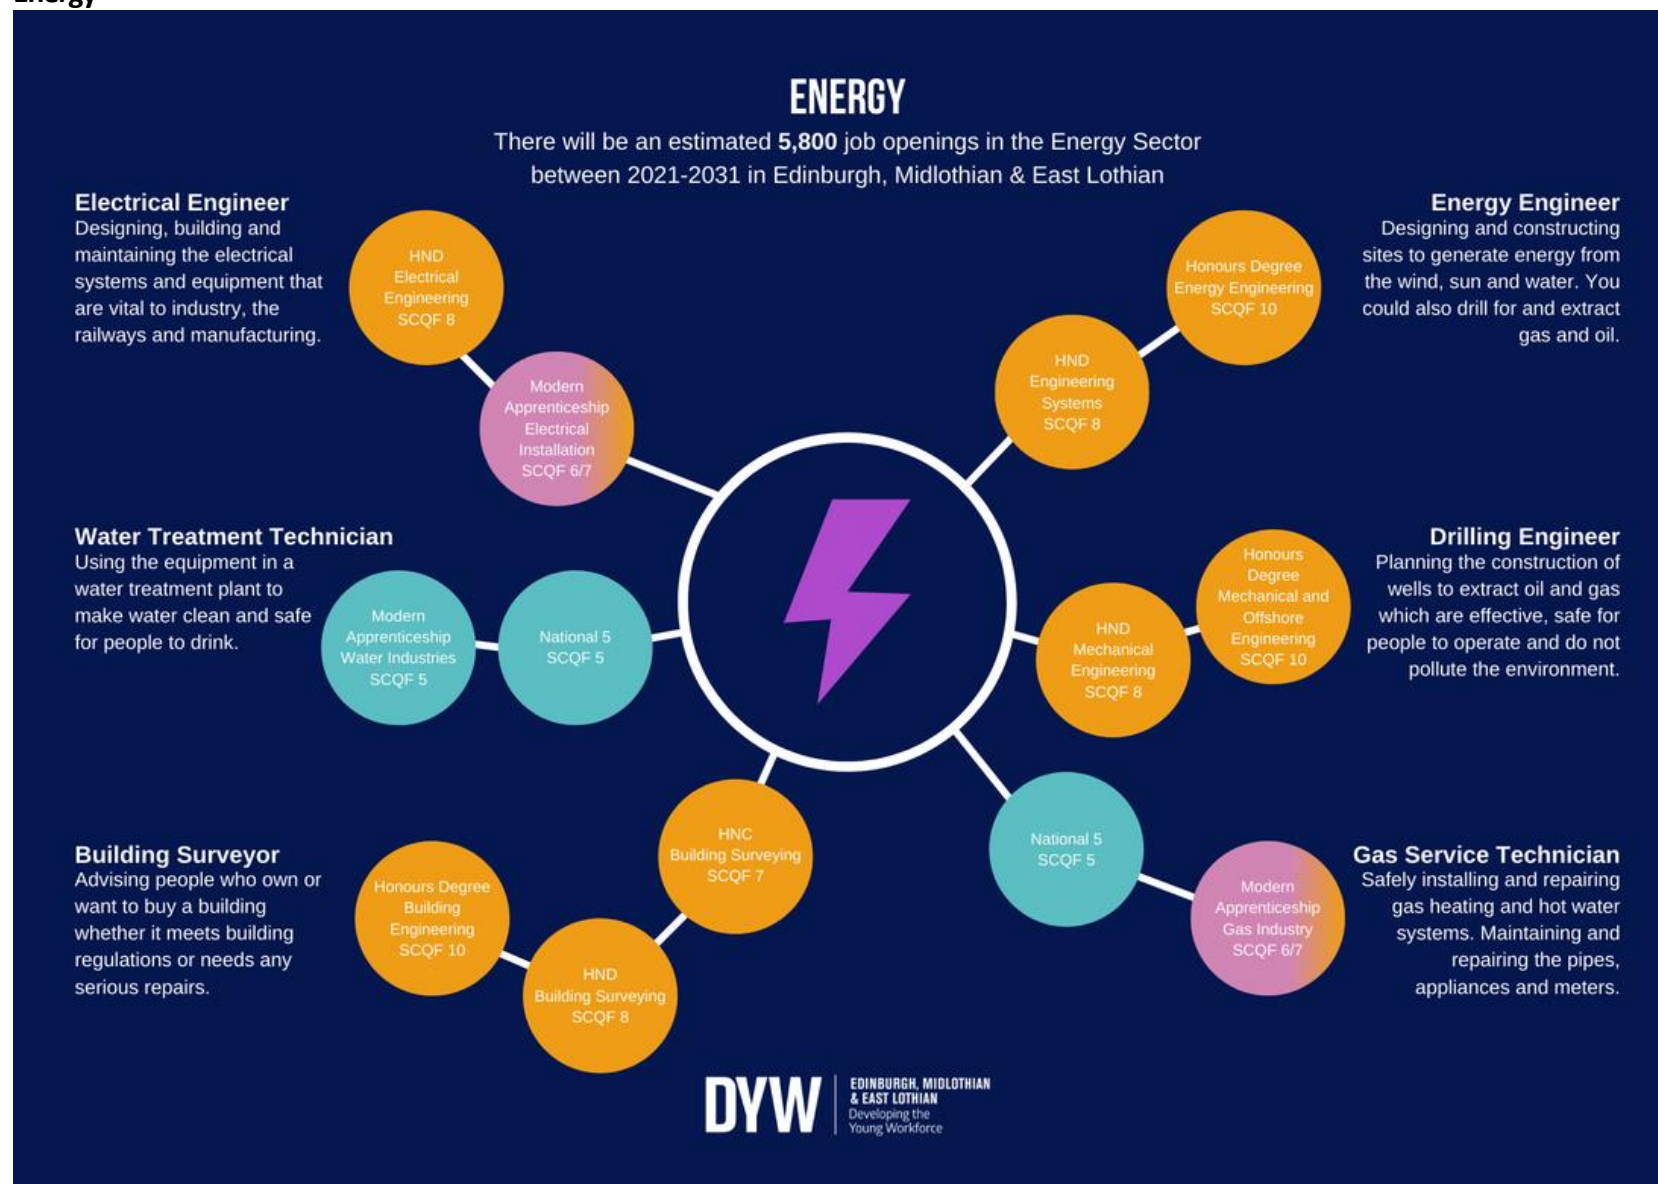 Energy
ENERGY
There will be an estimated 5,800 job openings in the Energy Sector
between 2021-2031 in Edinburgh, Midlothian & East Lothian
Electrical Engineer
Designing, building and
maintaining the electrical
systems and equipment that
are vital to industry, the
railways and manufacturing.
HND
Electrical
Engineering
SCQF 8
Modern
Apprenticeship
Electrical
Installation
SCQF 6/7
Energy Engineer
Designing and constructing
sites to generate energy from
the wind, sun and water. You
could also drill for and extract
gas and oil.
Honours Degree
Energy Engineering
SCQF 10
HND
Engineering
Systems
SCQF 8
Water Treatment Technician
Using the equipment in a
water treatment plant to
make water clean and safe
for people to drink.
Modern
Apprenticeship
Water Industries
SCQF 5
National 5
SCQF 5
Drilling Engineer
Planning the construction of
wells to extract oil and gas
which are effective, safe for
people to operate and do not
pollute the environment.
Honours
Degree
Mechanical and
Offshore
Engineering
SCQF 10
HND
Mechanical
Engineering
SCQF 8
Building Surveyor
Advising people who own or
want to buy a building
whether it meets building
regulations or needs any
serious repairs.
Honours Degree
Building
Engineering
SCQF 10
HND
Building Surveying
SCQF 8
HNC
Building Surveying
SCQF 7
National 5
SCQF 5
Modern
Apprenticeship
Gas Industry
SCQF 6/7
Gas Service Technician
Safely installing and repairing
gas heating and hot water
systems. Maintaining and
repairing the pipes,
appliances and meters.
DYW
EDINBURGH, MIDLOTHIAN
& EAST LOTHIAN
Developing the
Young Workforce